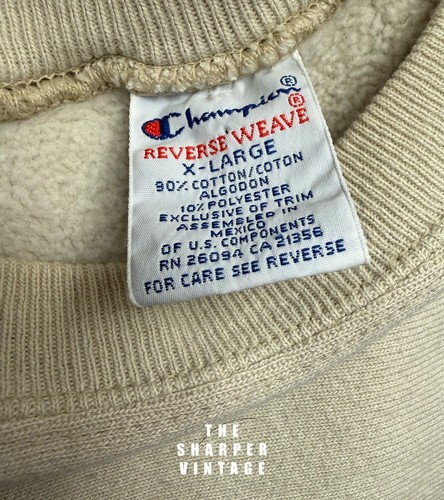 Champion®
REVERSE WEAVE®
X-LARGE
90% COTTON/COTON
ALGODON
10% POLYESTER
EXCLUSIVE OF TRIM
ASSEMBLED IN
MEXICO
OF U.S. COMPONENTS
RN 26094 CA 21356
FOR CARE SEE REVERSE
THE
SHARPER
VINTAGE